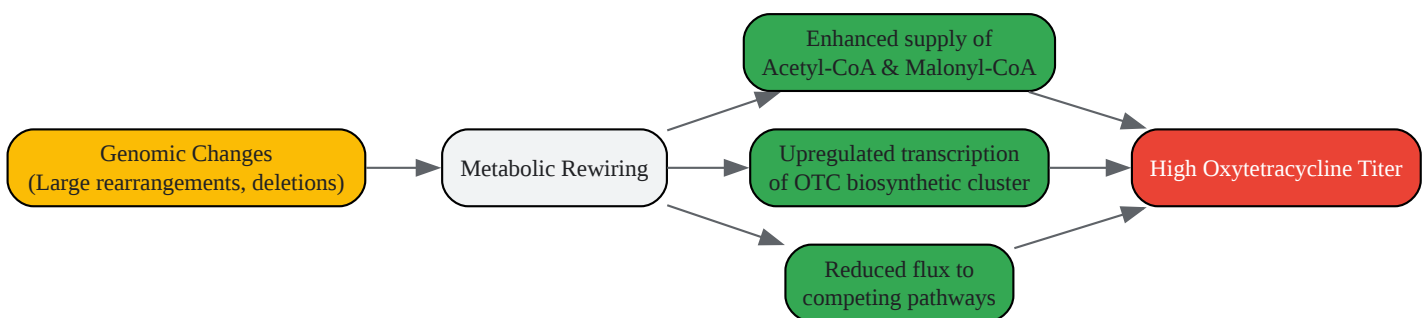 Genomic Changes
(Large rearrangements, deletions)
Metabolic Rewiring
Enhanced supply of
Acetyl-CoA & Malonyl-CoA
Upregulated transcription
of OTC biosynthetic cluster
Reduced flux to
competing pathways
High Oxytetracycline Titer